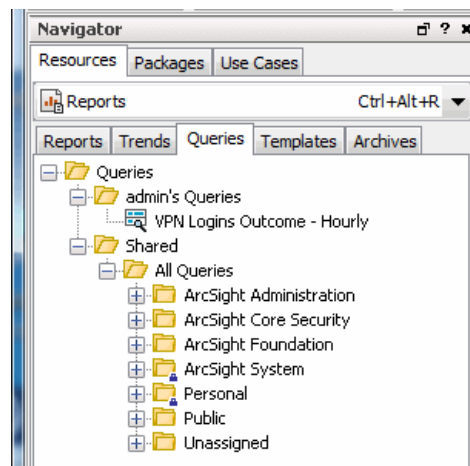 Navigator ?
Resources Packages Use Cases
Reports Ctrl+Alt+R
Reports Trends Queries Templates Archives
Queries
admin's Queries
VPN Logins Outcome - Hourly
Shared
All Queries
ArcSight Administration
ArcSight Core Security
ArcSight Foundation
ArcSight System
Personal
Public
Unassigned